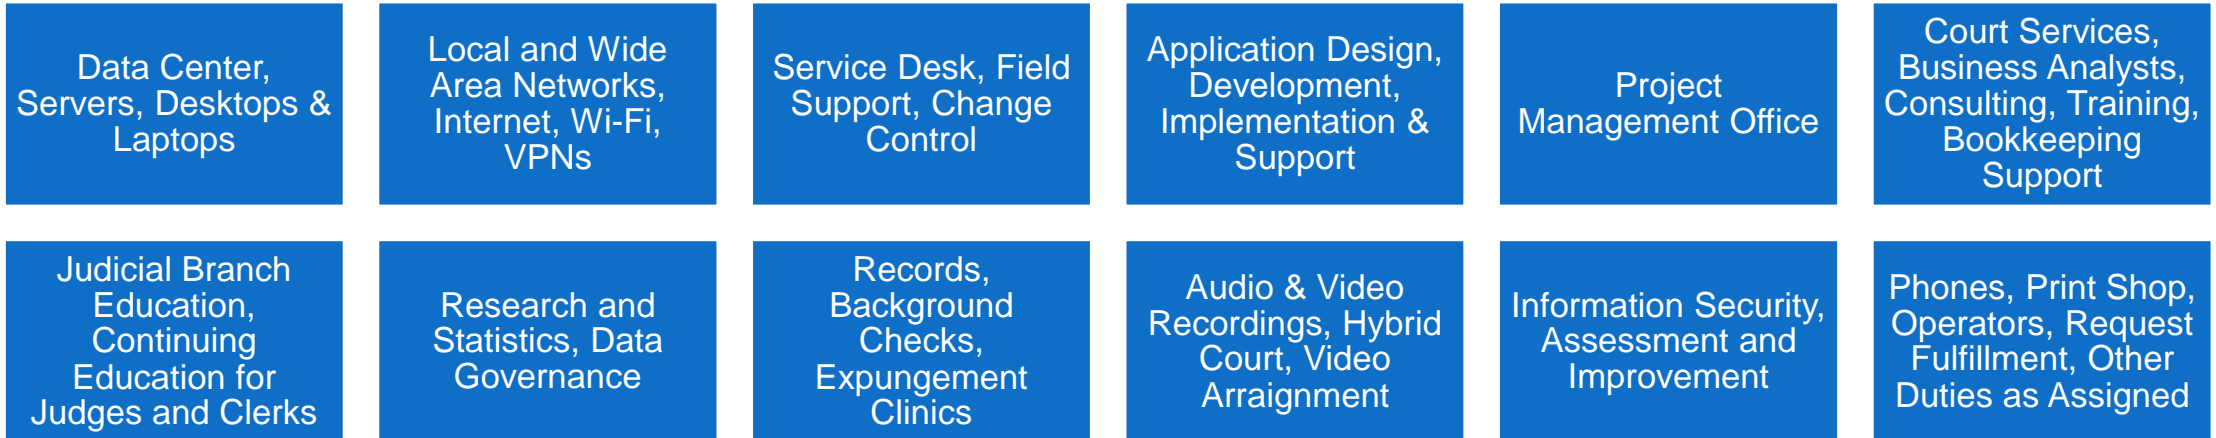 Data Center,
Servers, Desktops &
Laptops
Local and Wide
Area Networks,
Internet, Wi-Fi,
VPNs
Service Desk, Field
Support, Change
Control
Application Design,
Development,
Implementation &
Support
Project
Management Office
Court Services,
Business Analysts,
Consulting, Training,
Bookkeeping
Support
Judicial Branch
Education,
Continuing
Education for
Judges and Clerks
Research and
Statistics, Data
Governance
Records,
Background
Checks,
Expungement
Clinics
Audio & Video
Recordings, Hybrid
Court, Video
Arraignment
Information Security,
Assessment and
Improvement
Phones, Print Shop,
Operators, Request
Fulfillment, Other
Duties as Assigned